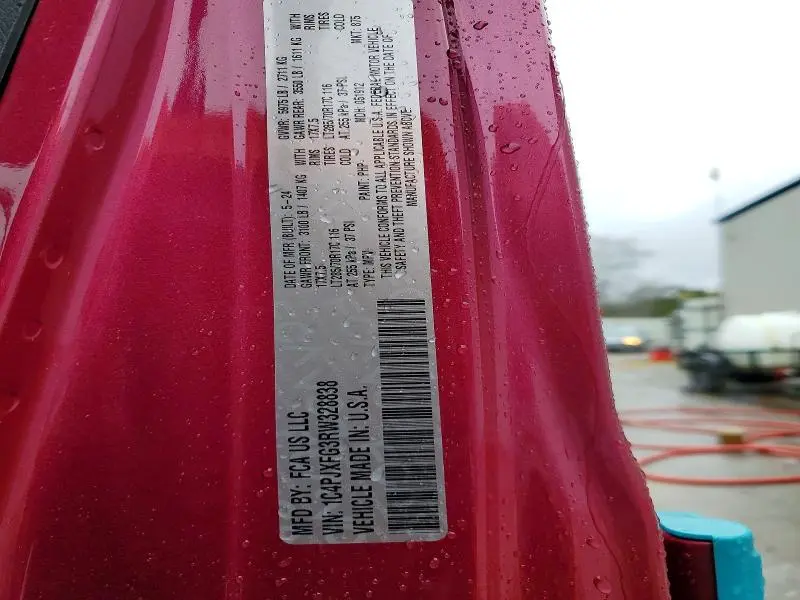 MFD BY: FCA US LLC
VIN: 1C4PJXFG3RW328838
VEHICLE MADE IN: U.S.A.
DATE OF MFR (BUILT): 5-24 GVWR: 5975 LB / 2711 KG
GAWR FRONT: 3100 LB / 1407 KG WITH GAWR REAR: 3550 LB / 1611 KG WITH
17X7.5 RIMS 17X7.5 RIMS
LT285/70R17C 116 TIRES LT285/70R17C 116 TIRES
AT 255 kPa / 37 PSI COLD AT 255 kPa / 37 PSI COLD
TYPE: MPV PAINT: PHP MDH: 051912 MKT: 875
THIS VEHICLE CONFORMS TO ALL APPLICABLE U.S.A. FEDERAL MOTOR VEHICLE
SAFETY AND THEFT PREVENTION STANDARDS IN EFFECT ON THE DATE OF
MANUFACTURE SHOWN ABOVE